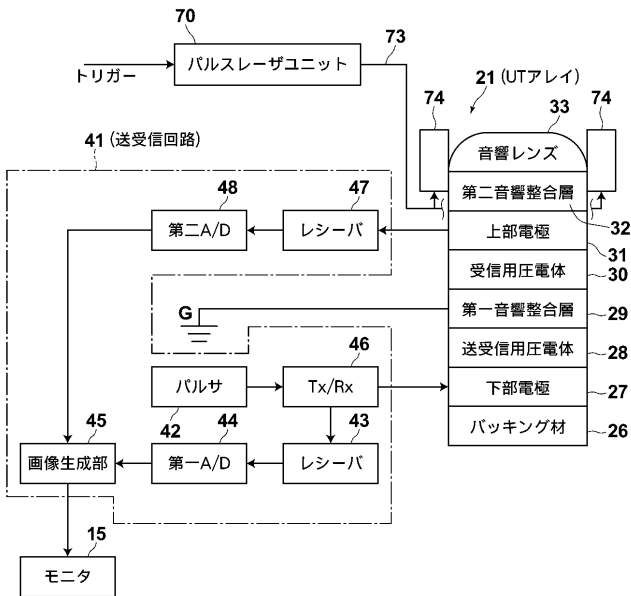 70
パルスレーザユニット
73
トリガー
21 (UTアレイ)
74
33
74
音響レンズ
41 (送受信回路)
48
47
第二音響整合層
第二A/D
レシーバ
32
上部電極
31
受信用圧電体
30
G
第一音響整合層
29
46
送受信用圧電体
28
パルサ
Tx/Rx
下部電極
27
42
44
43
45
バッキング材
26
画像生成部
第一A/D
レシーバ
15
モニタ